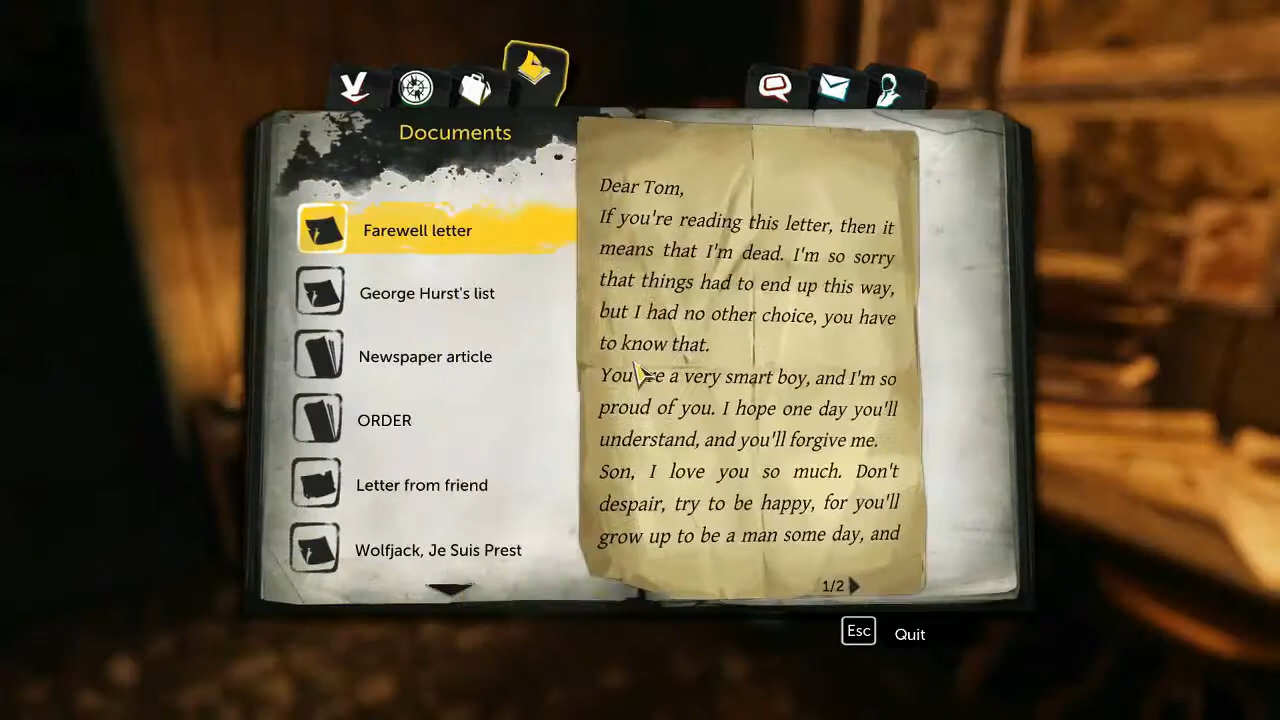 Documents
Farewell letter
George Hurst's list
Newspaper article
ORDER
Letter from friend
Wolfjack, Je Suis Prest
Dear Tom,
If you're reading this letter, then it
means that I'm dead. I'm so sorry
that things had to end up this way,
but I had no other choice, you have
to know that.
You're a very smart boy, and I'm so
proud of you. I hope one day you'll
understand, and you'll forgive me.
Son, I love you so much. Don't
despair, try to be happy, for you'll
grow up to be a man some day, and
1/2
Esc Quit